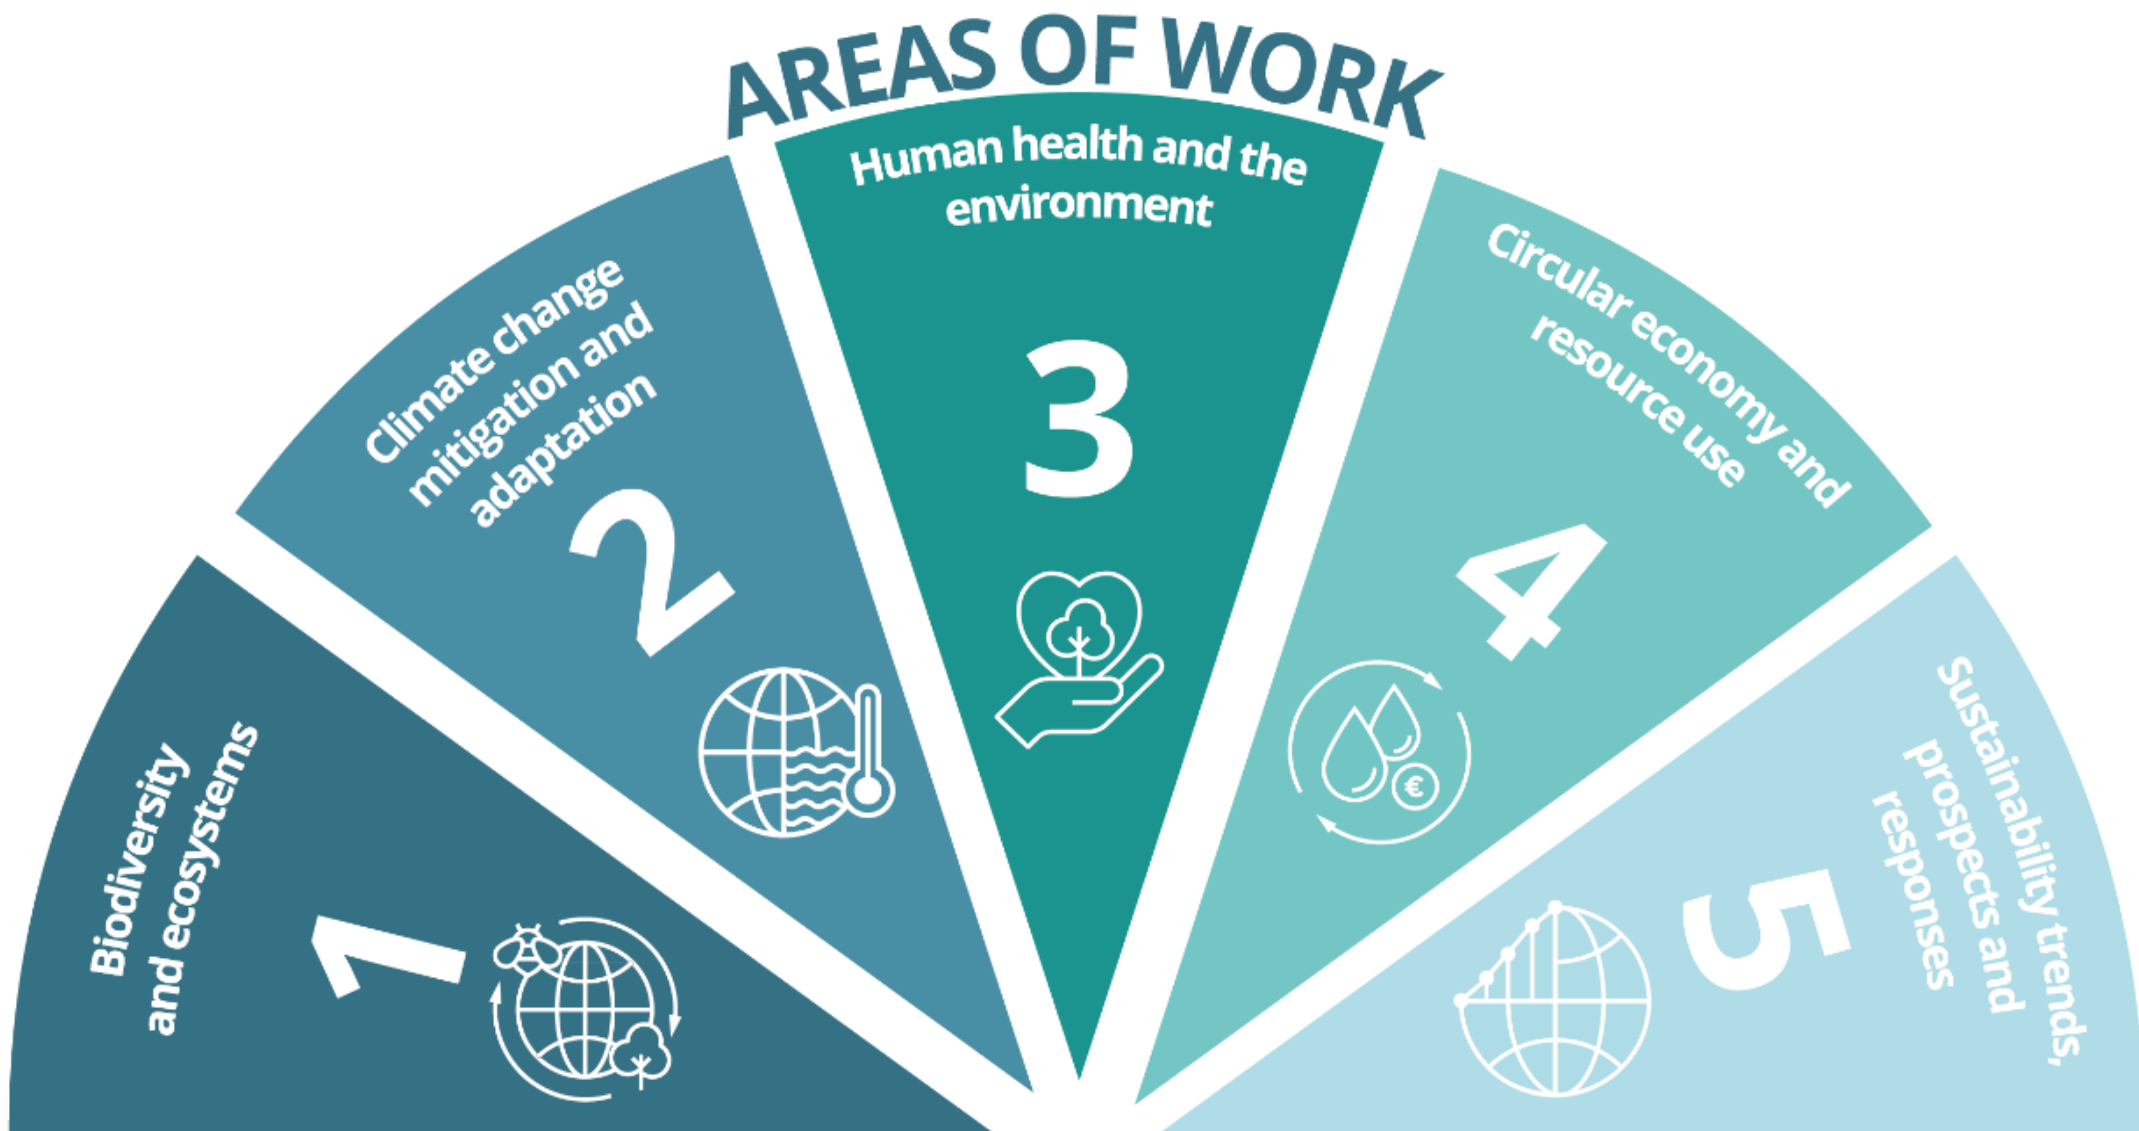 AREAS OF WORK
Biodiversity
and ecosystems
1
Climate change
mitigation and
adaptation
2
Human health and the
environment
3
Circular economy and
resource use
4
€
Sustainability trends,
prospects and
responses
5